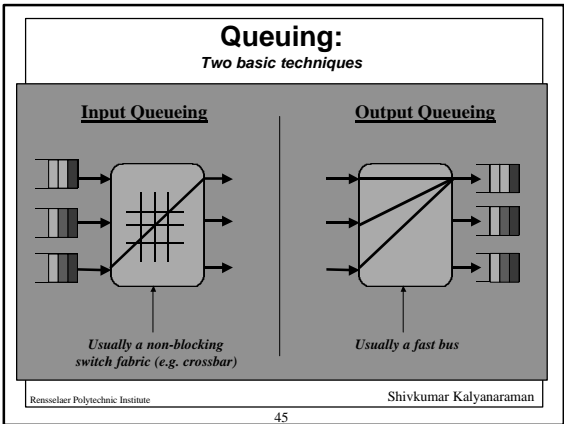 Queuing:
Two basic techniques
Input Queueing
Output Queueing
Usually a non-blocking
switch fabric (e.g. crossbar)
Usually a fast bus
Rensselaer Polytechnic Institute
Shivkumar Kalyanaraman
45